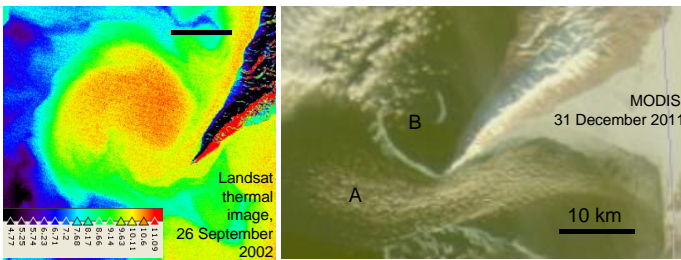 Landsat
thermal
image,
26 September
2002
4.77
5.25
5.74
6.23
6.71
7.2
7.68
8.17
8.66
9.14
9.63
10.11
10.6
11.09
B
MODIS
31 December 2011
A
10 km